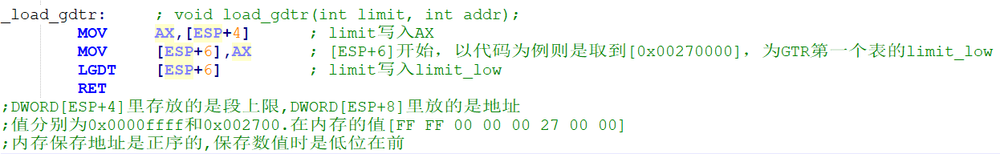 _load_gdtr:     ; void load_gdtr(int limit, int addr);
        MOV     AX,[ESP+4]      ; limit写入AX
        MOV     [ESP+6],AX      ; [ESP+6]开始，以代码为例则是取到[0x00270000]，为GTR第一个表的limit_low
        LGDT    [ESP+6]         ; limit写入limit_low
        RET
;DWORD[ESP+4]里存放的是段上限,DWORD[ESP+8]里放的是地址
;值分别为0x0000ffff和0x002700.在内存的值[FF FF 00 00 00 27 00 00]
;内存保存地址是正序的,保存数值时是低位在前